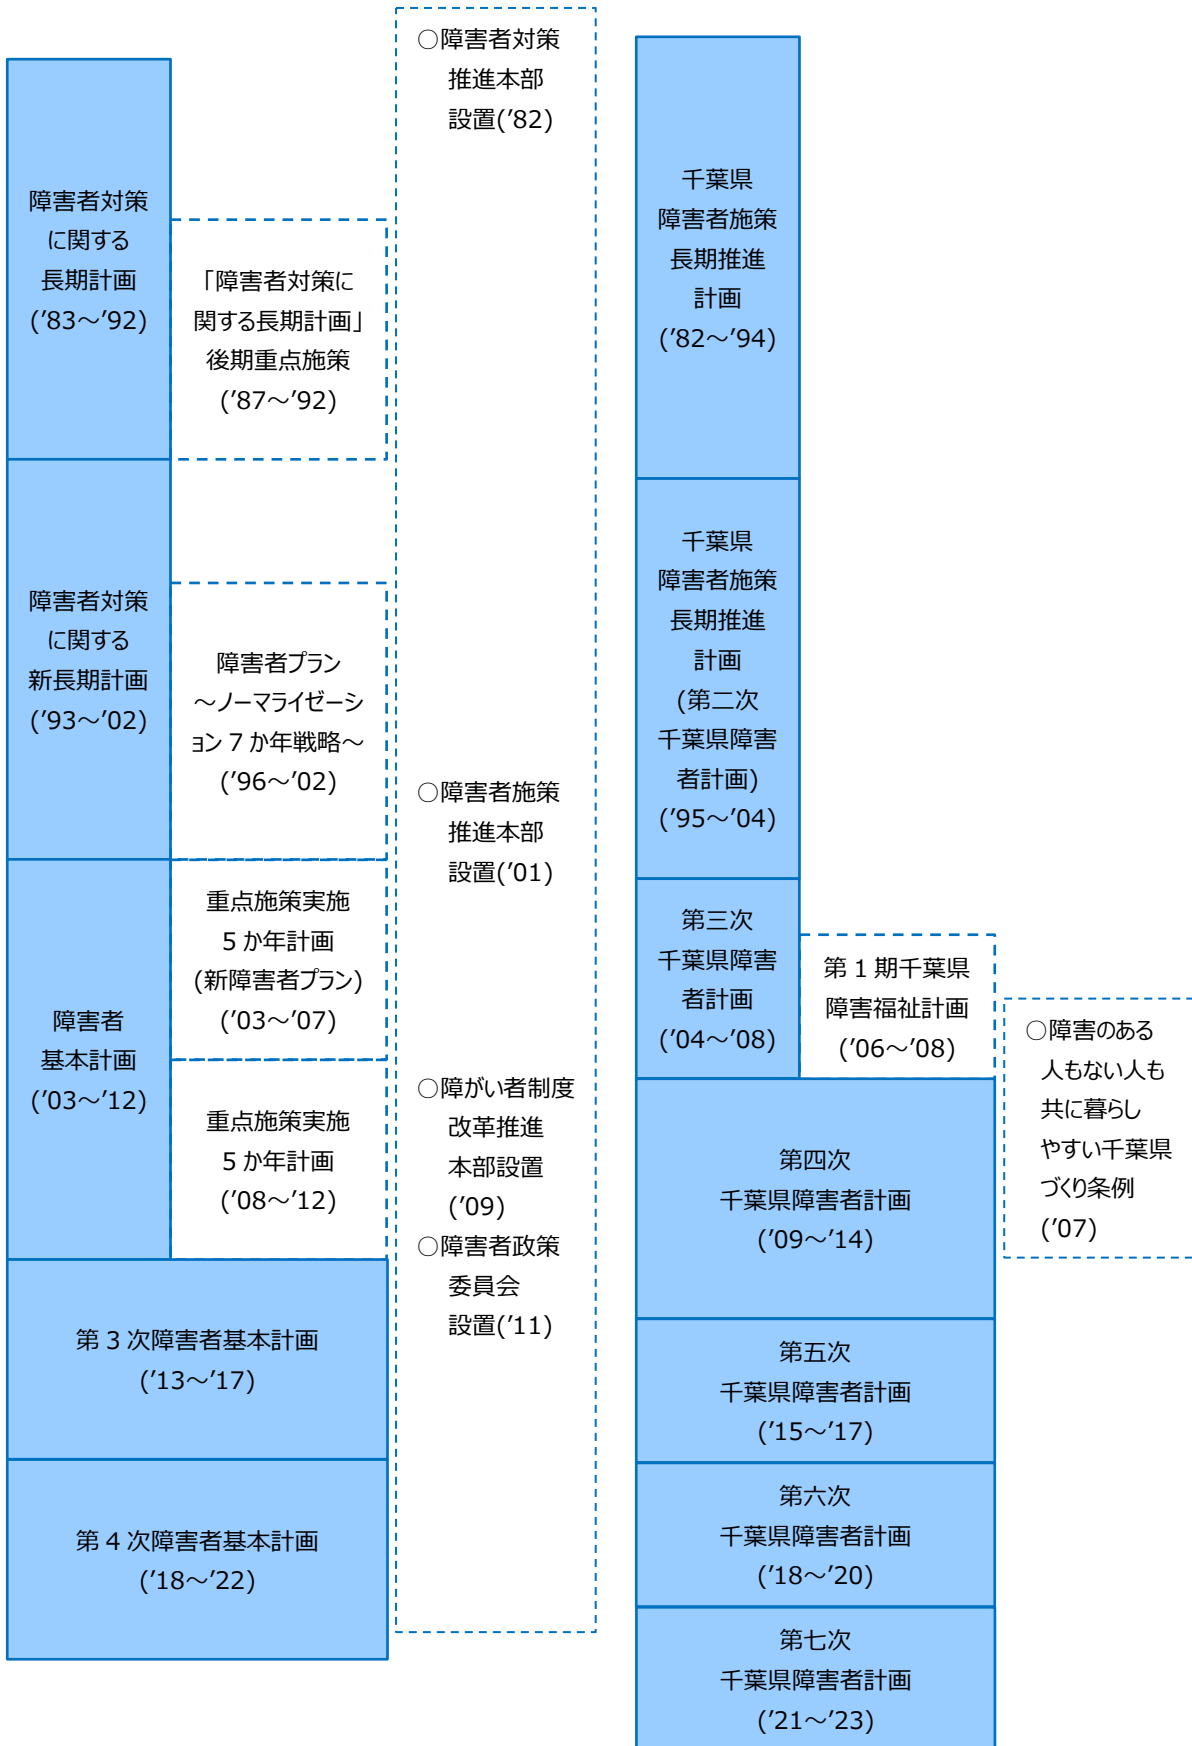 障害者対策
に関する
長期計画
(’83～’92)
「障害者対策に
関する長期計画」
後期重点施策
(’87～’92)
障害者対策
に関する
新長期計画
(’93～’02)
障害者プラン
～ノーマライゼーシ
ョン７か年戦略～
(’96～’02)
障害者
基本計画
(’03～’12)
重点施策実施
５か年計画
(新障害者プラン)
(’03～’07)
重点施策実施
５か年計画
(’08～’12)
第３次障害者基本計画
(’13～’17)
第４次障害者基本計画
(’18～’22)
○障害者対策
推進本部
設置(’82)
○障害者施策
推進本部
設置(’01)
○障がい者制度
改革推進
本部設置
(’09)
○障害者政策
委員会
設置(’11)
千葉県
障害者施策
長期推進
計画
(’82～’94)
千葉県
障害者施策
長期推進
計画
(第二次
千葉県障害
者計画)
(’95～’04)
第三次
千葉県障害
者計画
(’04～’08)
第１期千葉県
障害福祉計画
(’06～’08)
○障害のある
人もない人も
共に暮らし
やすい千葉県
づくり条例
(’07)
第四次
千葉県障害者計画
(’09～’14)
第五次
千葉県障害者計画
(’15～’17)
第六次
千葉県障害者計画
(’18～’20)
第七次
千葉県障害者計画
(’21～’23)